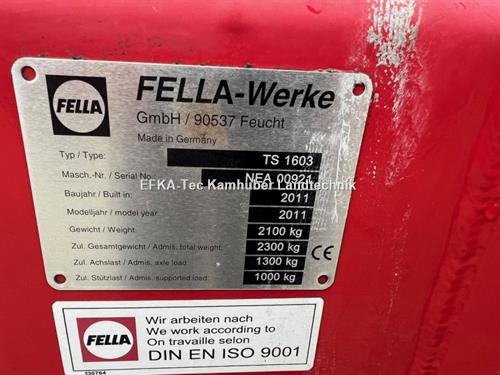 FELLA
FELLA-Werke
GmbH / 90537 Feucht
Made in Germany
Typ / Type: TS 1603
Masch.-Nr. / Serial No. NEA 00921
EFKA-Tec Kamhuber Landtechnik
Baujahr / Built in: 2011
Modelljahr / model year: 2011
Gewicht / Weight: 2100 kg
Zul. Gesamtgewicht / Admis. total weight: 2300 kg
Zul. Achslast / Admis. axle load: 1300 kg
Zul. Stützlast / Admis. supported load: 1000 kg
CE
FELLA
Wir arbeiten nach
We work according to
On travaille selon
DIN EN ISO 9001
136764